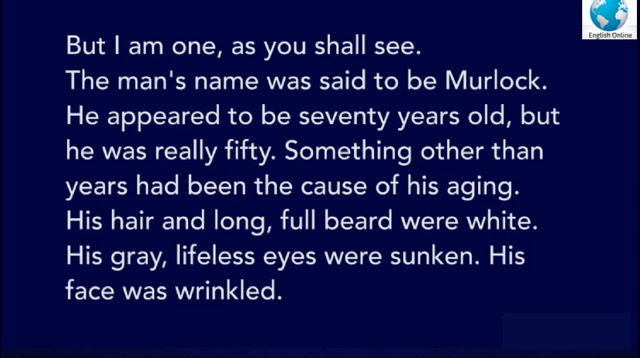 English Online
But I am one, as you shall see.
The man's name was said to be Murlock.
He appeared to be seventy years old, but
he was really fifty. Something other than
years had been the cause of his aging.
His hair and long, full beard were white.
His gray, lifeless eyes were sunken. His
face was wrinkled.